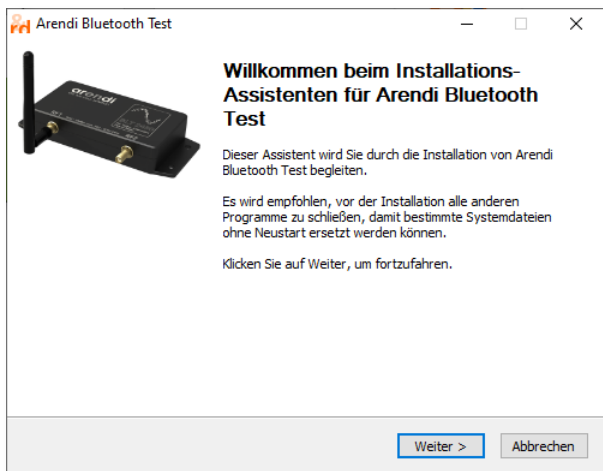 Arendi Bluetooth Test
arendi
Willkommen beim Installations-
Assistenten für Arendi Bluetooth
Test
Dieser Assistent wird Sie durch die Installation von Arendi
Bluetooth Test begleiten.
Es wird empfohlen, vor der Installation alle anderen
Programme zu schließen, damit bestimmte Systemdateien
ohne Neustart ersetzt werden können.
Klicken Sie auf Weiter, um fortzufahren.
Weiter >
Abbrechen